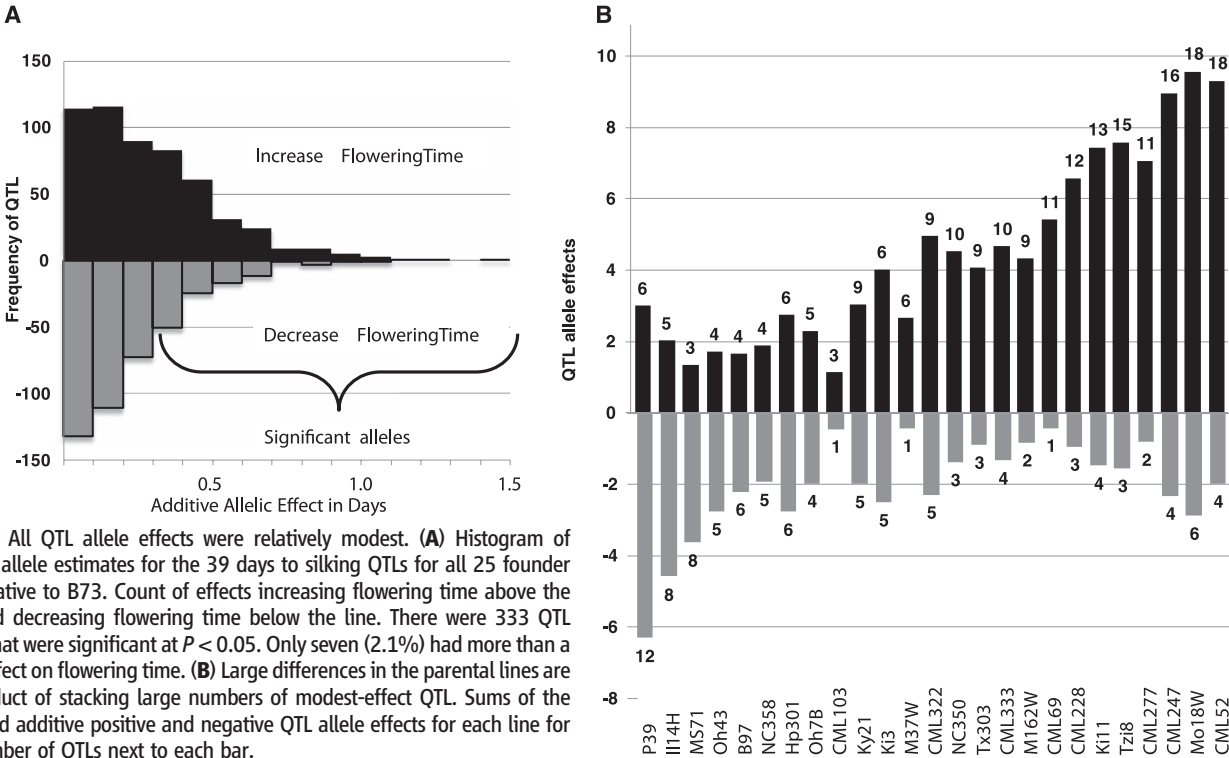 A
150
100
50
0
-50
-100
-150
Frequency of QTL
Increase FloweringTime
Decrease FloweringTime
Significant alleles
0.5 1.0 1.5
Additive Allelic Effect in Days
B
10
8
6
4
2
0
-2
-4
-6
-8
QTL allele effects
6 5 3 4 4 4 6 5 3 9 6 6 9 10 9 10 9 11 12 13 15 11 16 18 18
12 8 8 5 6 5 6 4 1 5 5 1 5 3 3 4 2 1 3 4 3 2 4 6 4
P39
Il14H
MS71
Oh43
B97
NC358
Hp301
Oh7B
CML103
Ky21
Ki3
M37W
CML322
NC350
Tx303
CML333
M162W
CML69
CML228
Ki11
Tzi8
CML277
CML247
Mo18W
CML52
All QTL allele effects were relatively modest. (A) Histogram of
allele estimates for the 39 days to silking QTLs for all 25 founder
ative to B73. Count of effects increasing flowering time above the
d decreasing flowering time below the line. There were 333 QTL
hat were significant at P < 0.05. Only seven (2.1%) had more than a
ffect on flowering time. (B) Large differences in the parental lines are
duct of stacking large numbers of modest-effect QTL. Sums of the
d additive positive and negative QTL allele effects for each line for
nber of OTLs next to each bar.